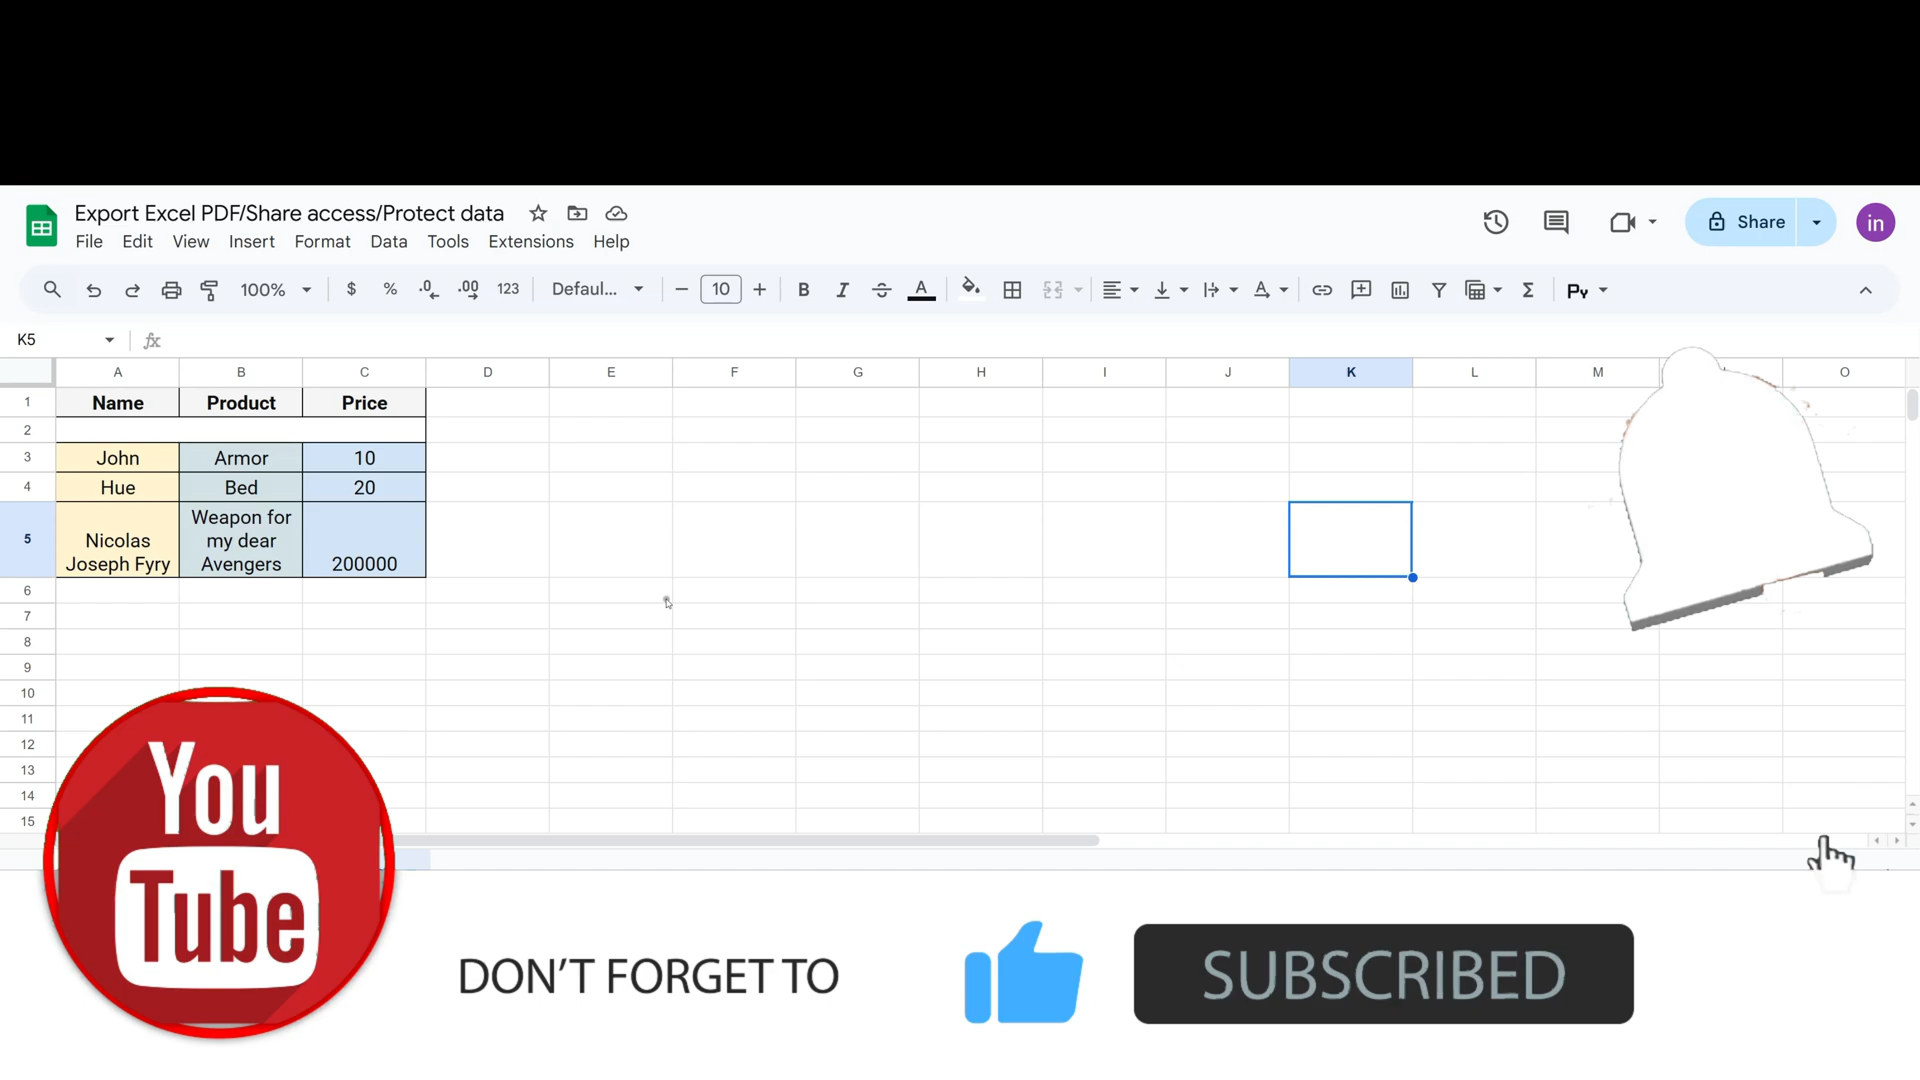 Export Excel PDF/Share access/Protect data
File Edit View Insert Format Data Tools Extensions Help
Share
in
100% $ % .0 .00 123 Defaul... 10 B I A Σ Py
K5 fx
A B C D E F G H I J K L M O
1 Name Product Price
2
3 John Armor 10
4 Hue Bed 20
5 Nicolas Joseph Fyry Weapon for my dear Avengers 200000
6
7
8
9
10
11
12
13
14
15
You
Tube
DON'T FORGET TO
SUBSCRIBED